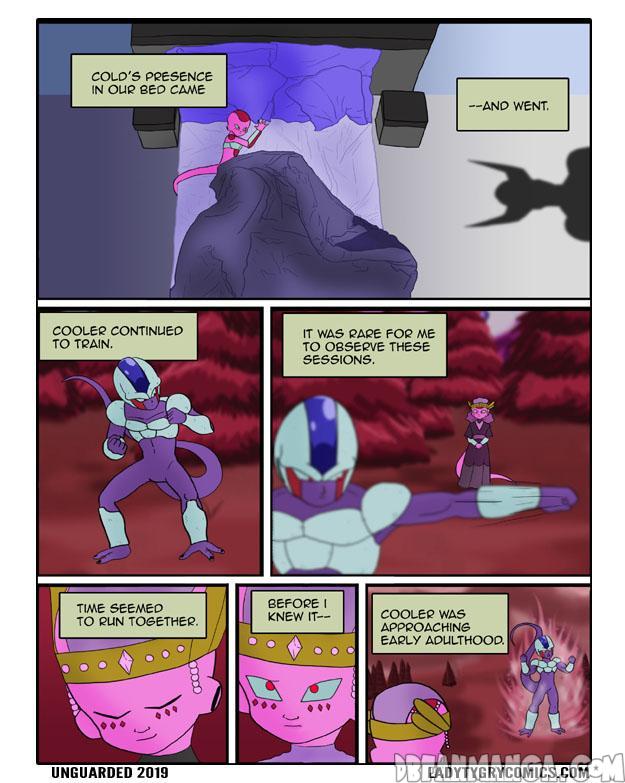 COLD'S PRESENCE
IN OUR BED CAME
--AND WENT.
COOLER CONTINUED
TO TRAIN.
IT WAS RARE FOR ME
TO OBSERVE THESE
SESSIONS.
TIME SEEMED
TO RUN TOGETHER.
BEFORE I
KNEW IT--
COOLER WAS
APPROACHING
EARLY ADULTHOOD.
UNGUARDED 2019
LADYTYGRYCOMICS.COM
DBFANMANGA.COM